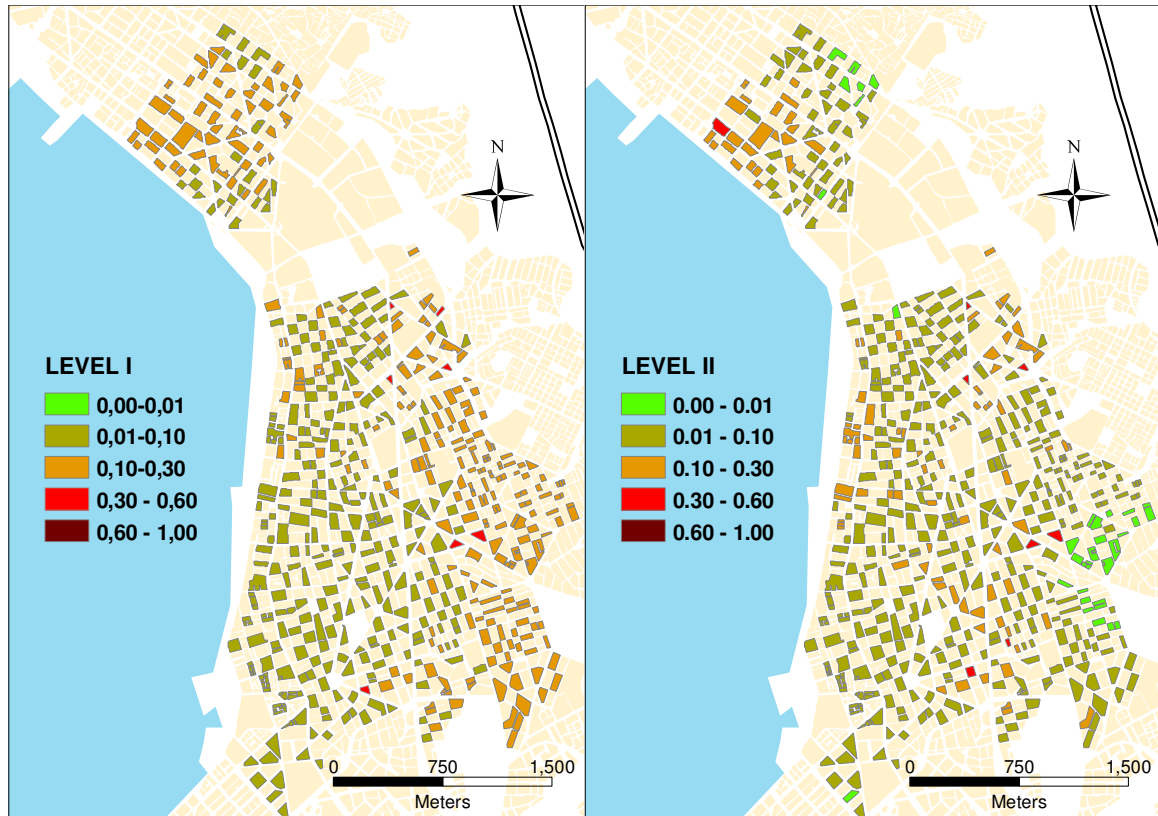 N
LEVEL I
0,00-0,01
0,01-0,10
0,10-0,30
0,30 - 0,60
0,60 - 1,00
0 750 1,500
Meters
N
LEVEL II
0.00 - 0.01
0.01 - 0.10
0.10 - 0.30
0.30 - 0.60
0.60 - 1.00
0 750 1,500
Meters